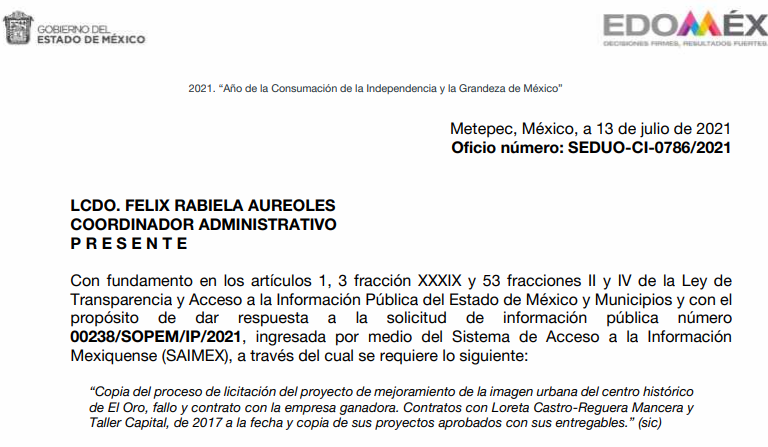 GOBIERNO DEL
ESTADO DE MÉXICO
EDOMÉX
DECISIONES FIRMES, RESULTADOS FUERTES.
2021. “Año de la Consumación de la Independencia y la Grandeza de México”
Metepec, México, a 13 de julio de 2021
Oficio número: SEDUO-CI-0786/2021
LCDO. FELIX RABIELA AUREOLES
COORDINADOR ADMINISTRATIVO
P R E S E N T E
Con fundamento en los artículos 1, 3 fracción XXXIX y 53 fracciones II y IV de la Ley de
Transparencia y Acceso a la Información Pública del Estado de México y Municipios y con el
propósito de dar respuesta a la solicitud de información pública número
00238/SOPEM/IP/2021, ingresada por medio del Sistema de Acceso a la Información
Mexiquense (SAIMEX), a través del cual se requiere lo siguiente:
“Copia del proceso de licitación del proyecto de mejoramiento de la imagen urbana del centro histórico
de El Oro, fallo y contrato con la empresa ganadora. Contratos con Loreta Castro-Reguera Mancera y
Taller Capital, de 2017 a la fecha y copia de sus proyectos aprobados con sus entregables.” (sic)